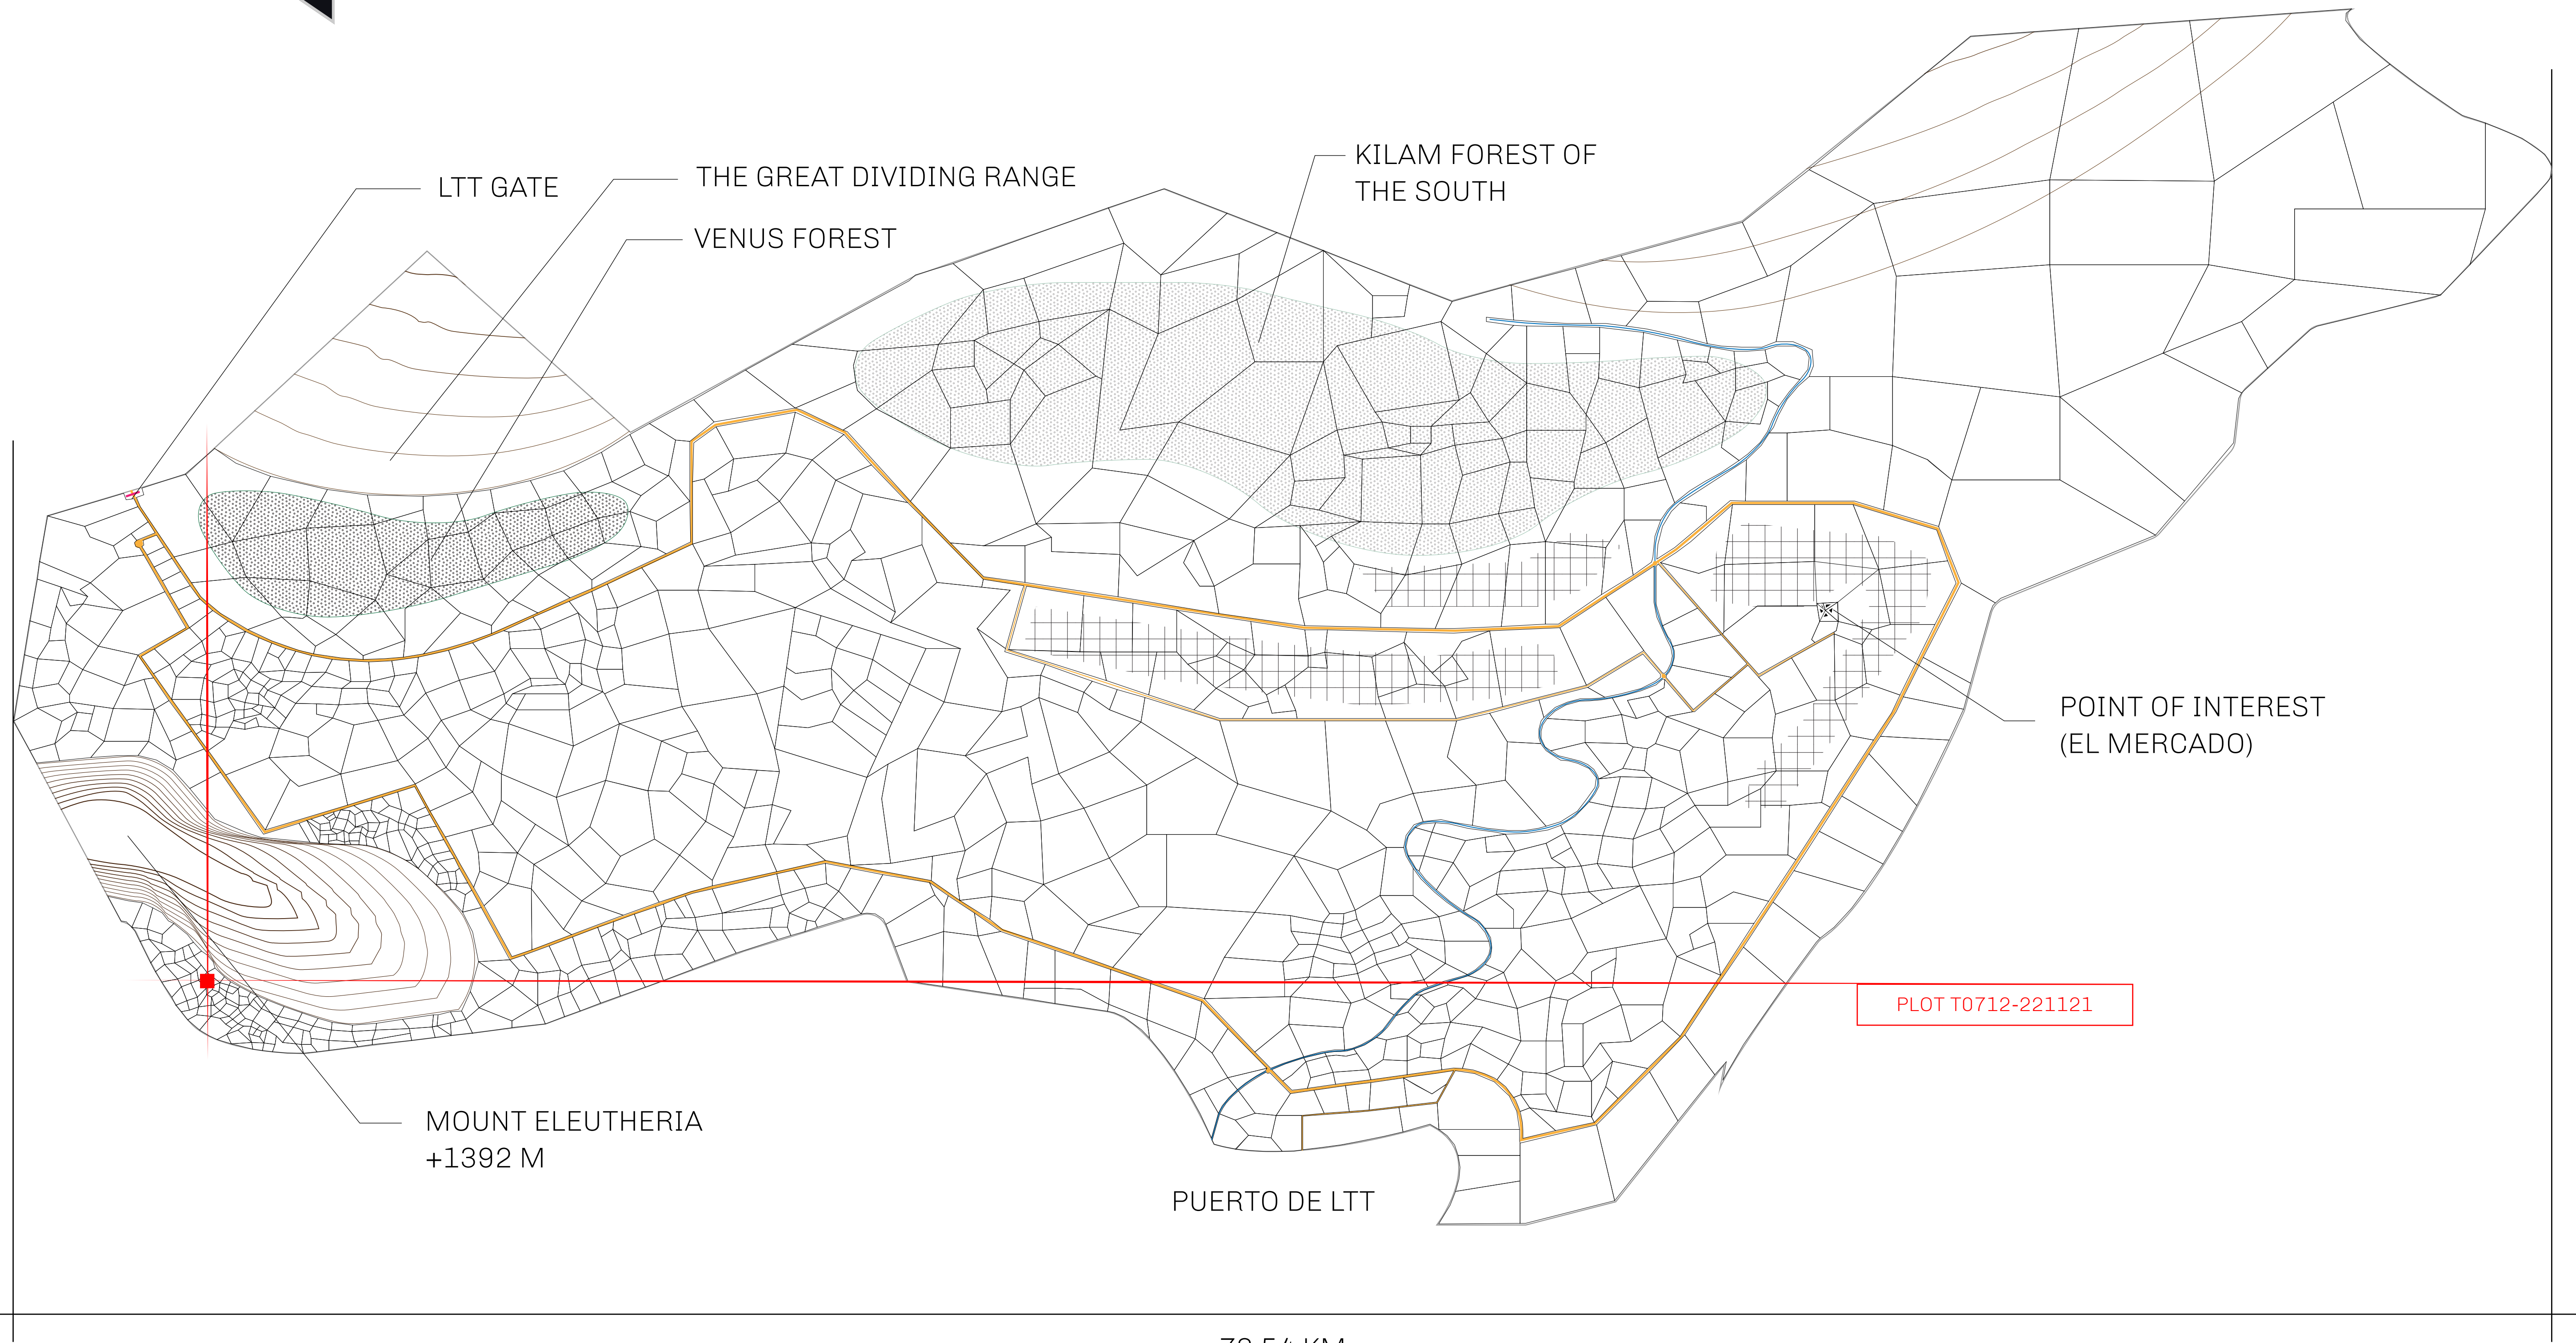 KILAM FOREST OF
THE SOUTH
LTT GATE
THE GREAT DIVIDING RANGE
VENUS FOREST
POINT OF INTEREST
(EL MERCADO)
PLOT T0712-221121
MOUNT ELEUTHERIA
+1392 M
PUERTO DE LTT
KM